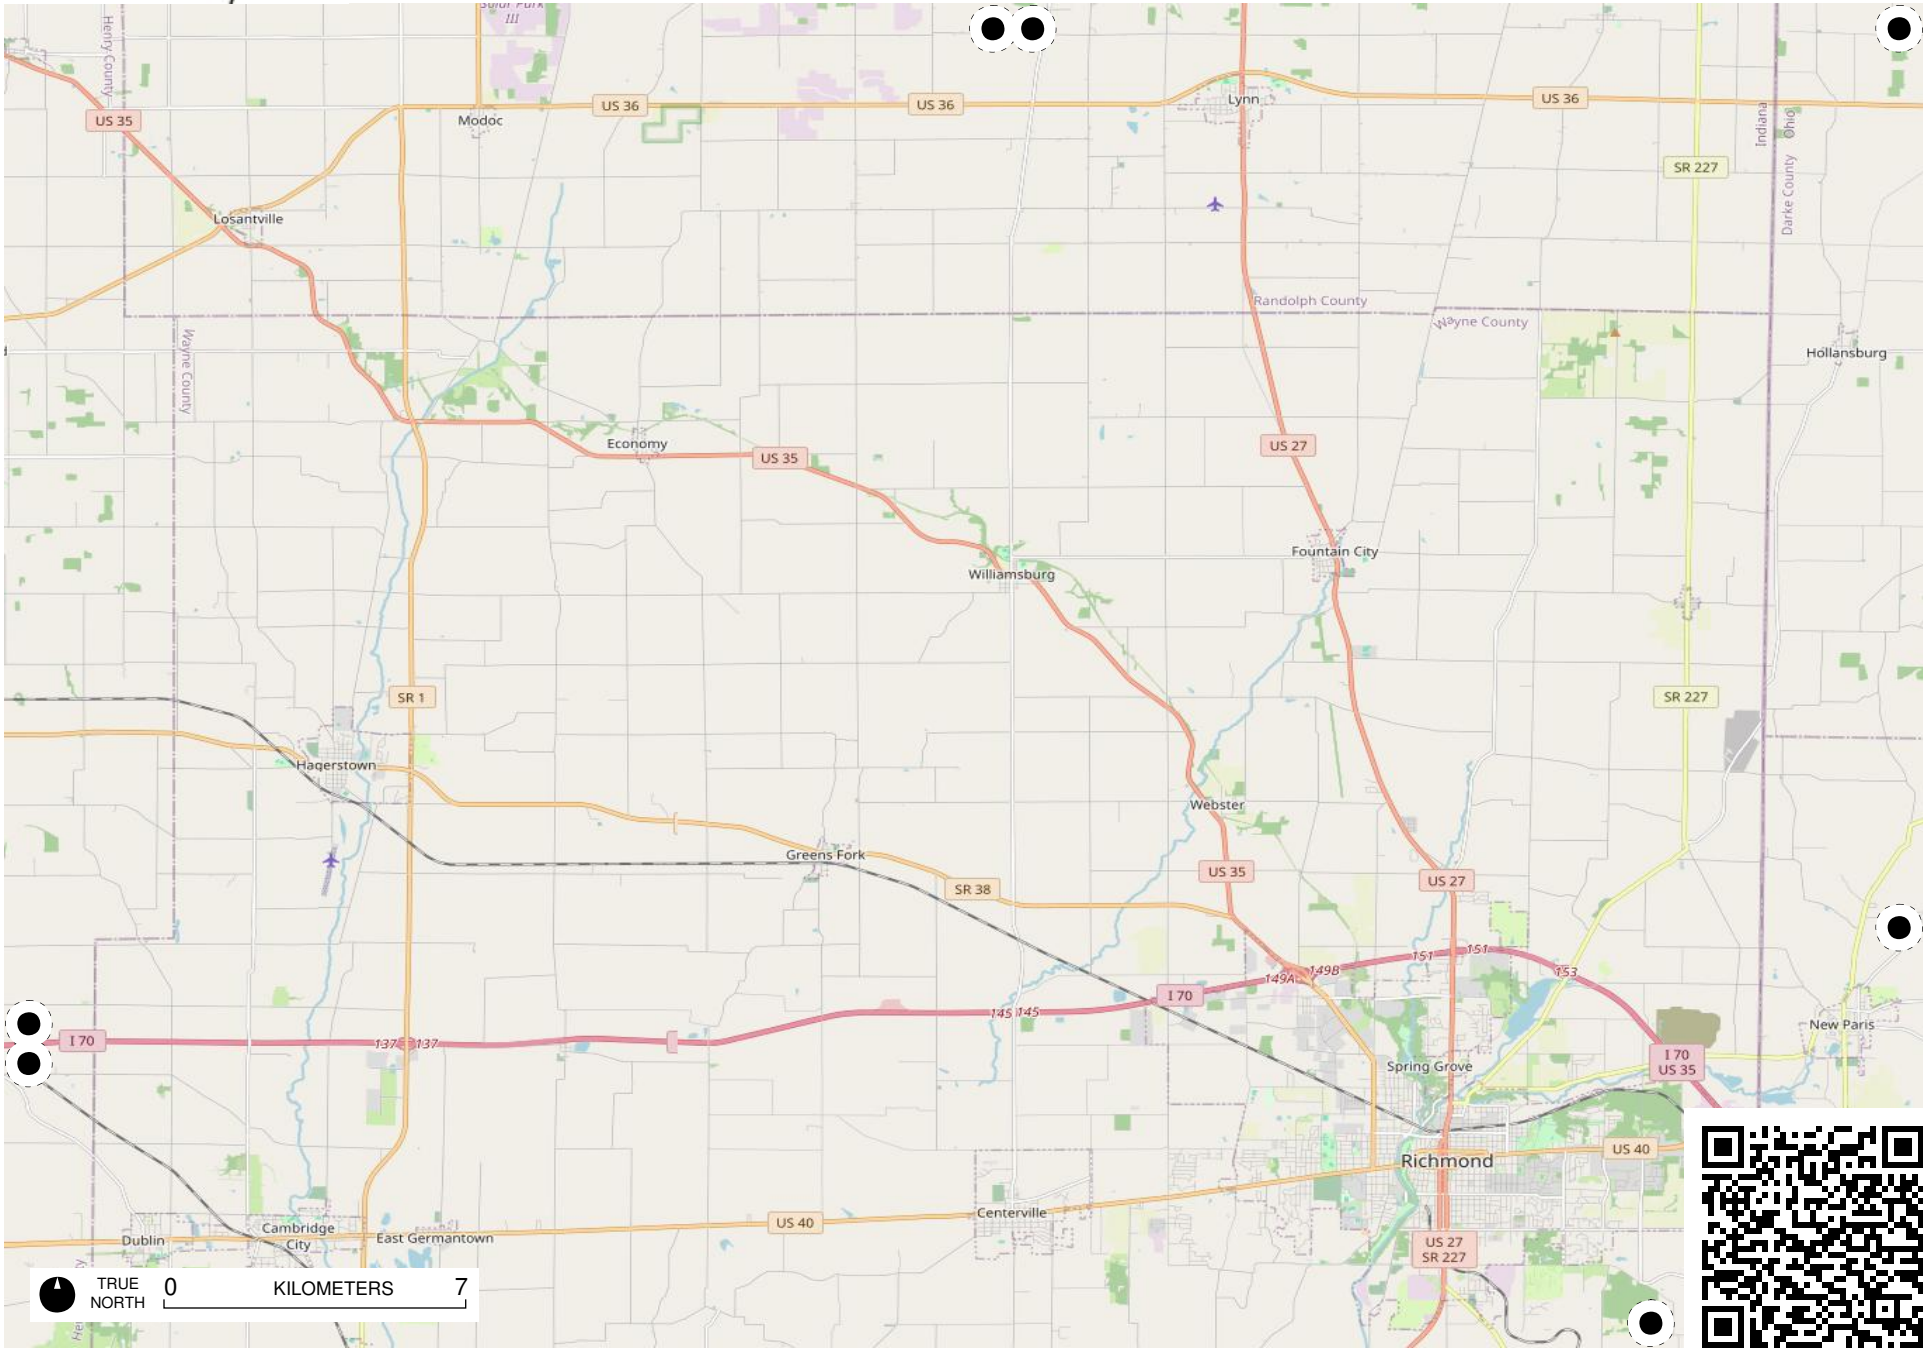 Solar Park
III
Henry County
US 35
US 36
US 36
US 36
Modoc
Lynn
Indiana
Ohio
Darke County
SR 227
Losantville
Randolph County
Wayne County
Wayne County
Hollansburg
Economy
US 35
US 27
Fountain City
Williamsburg
SR 1
SR 227
Hagerstown
Webster
Greens Fork
US 35
SR 38
US 27
151
151
149A
149B
153
I 70
145
145
New Paris
I 70
137
137
I 70
US 35
Spring Grove
Richmond
US 40
Centerville
US 40
Cambridge
City
Dublin
East Germantown
US 27
SR 227
TRUE
NORTH
0 KILOMETERS 7